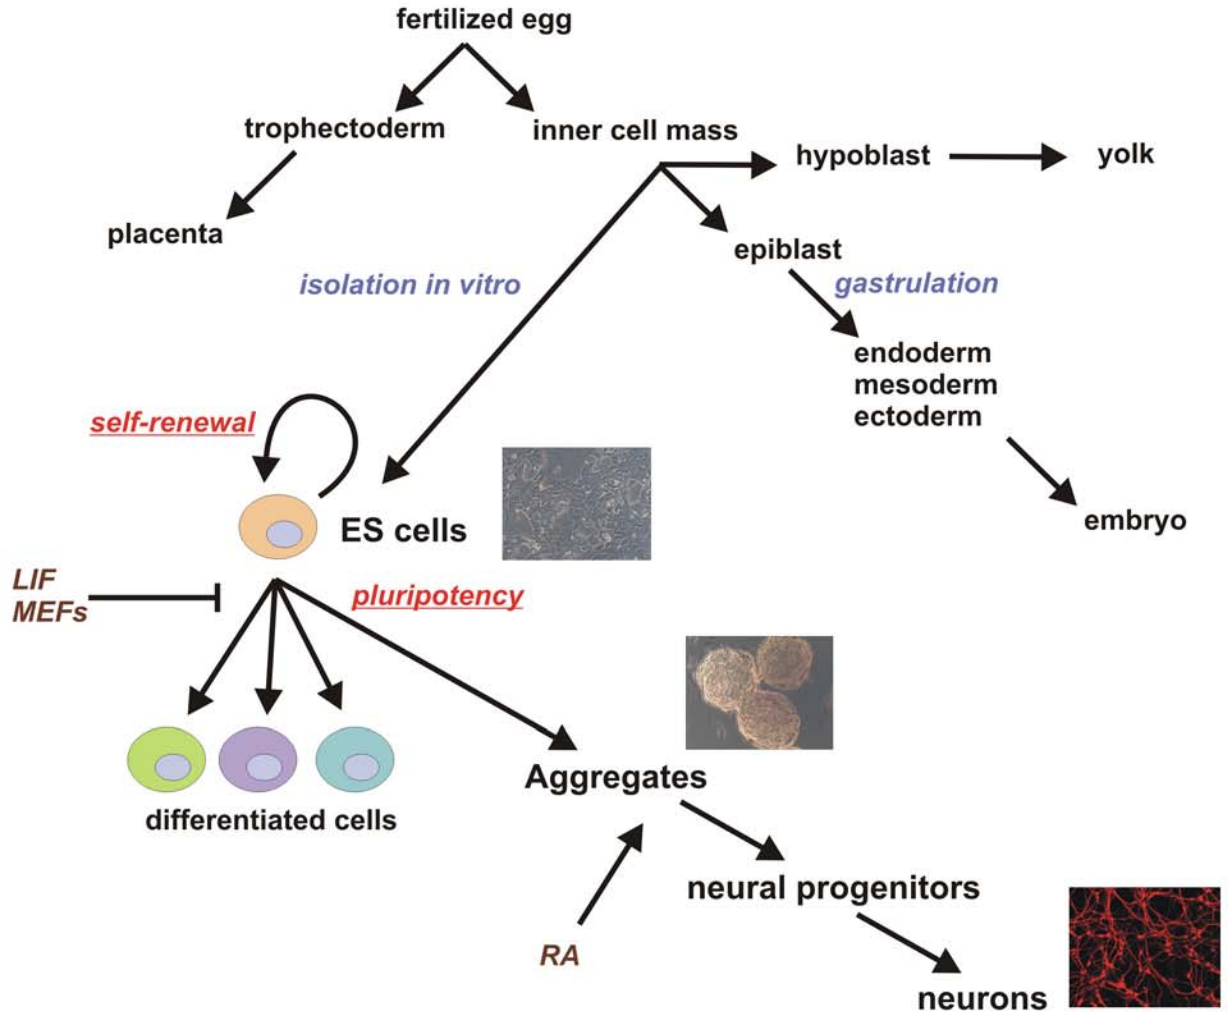 fertilized egg
trophectoderm
inner cell mass
hypoblast
yolk
placenta
epiblast
isolation in vitro
gastrulation
endoderm
mesoderm
ectoderm
self-renewal
embryo
ES cells
LIF
MEFs
pluripotency
Aggregates
differentiated cells
neural progenitors
RA
neurons